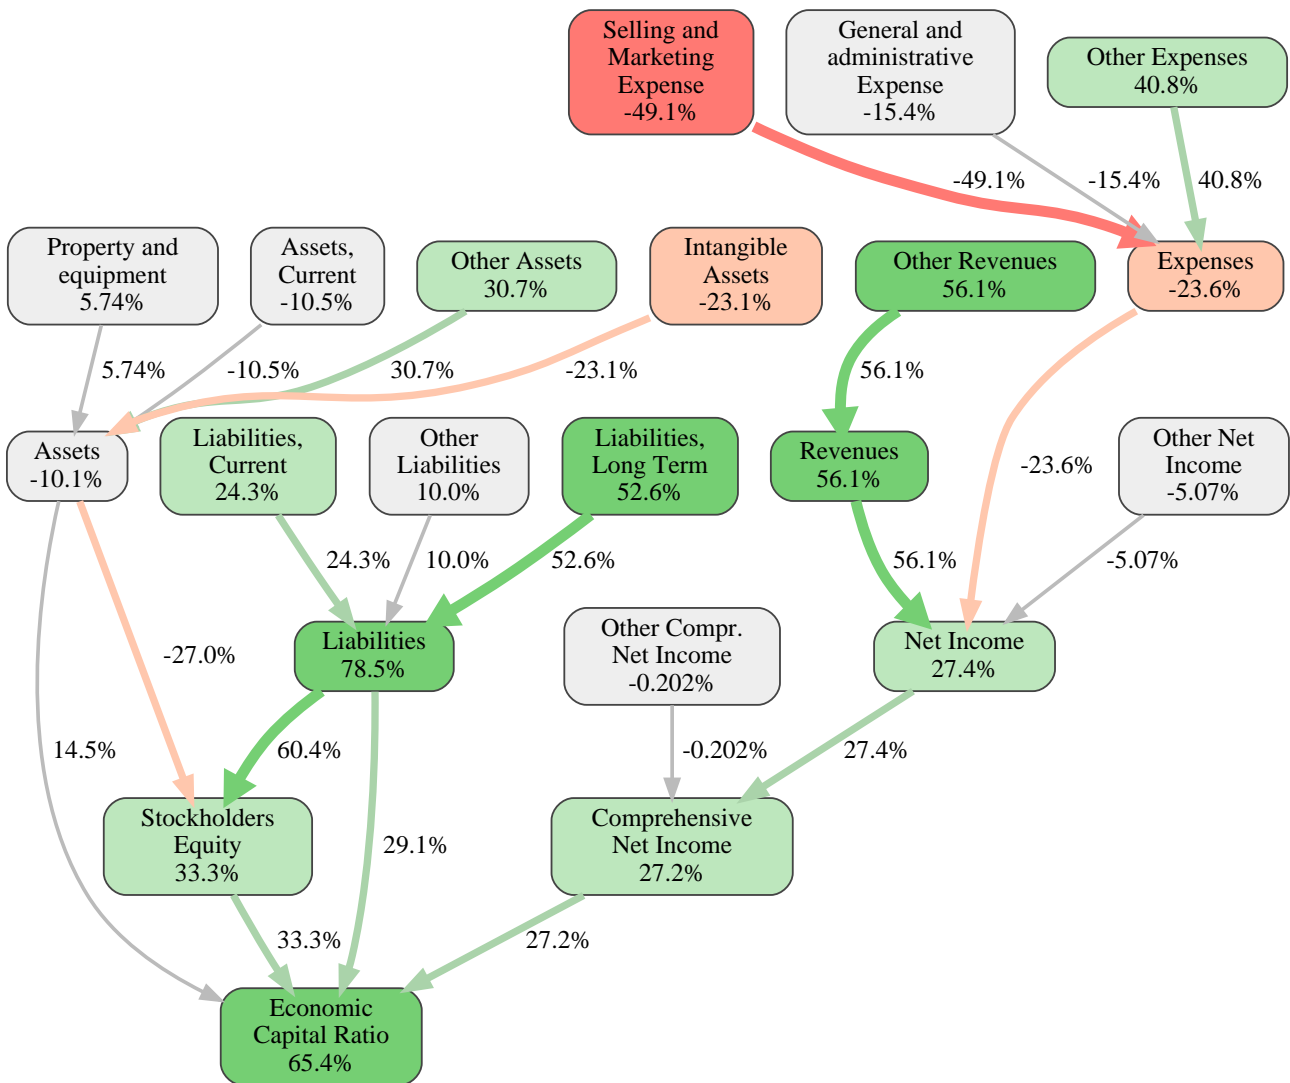 Selling and
Marketing
Expense
-49.1%
General and
administrative
Expense
-15.4%
Other Expenses
40.8%
-49.1%
-15.4%
40.8%
Property and
equipment
5.74%
Assets,
Current
-10.5%
Other Assets
30.7%
Intangible
Assets
-23.1%
Other Revenues
56.1%
Expenses
-23.6%
5.74%
-10.5%
30.7%
-23.1%
56.1%
Assets
-10.1%
Liabilities,
Current
24.3%
Other
Liabilities
10.0%
Liabilities,
Long Term
52.6%
Revenues
56.1%
-23.6%
Other Net
Income
-5.07%
24.3%
10.0%
52.6%
56.1%
-5.07%
-27.0%
Liabilities
78.5%
Other Compr.
Net Income
-0.202%
Net Income
27.4%
14.5%
60.4%
-0.202%
27.4%
Stockholders
Equity
33.3%
29.1%
Comprehensive
Net Income
27.2%
33.3%
27.2%
Economic
Capital Ratio
65.4%